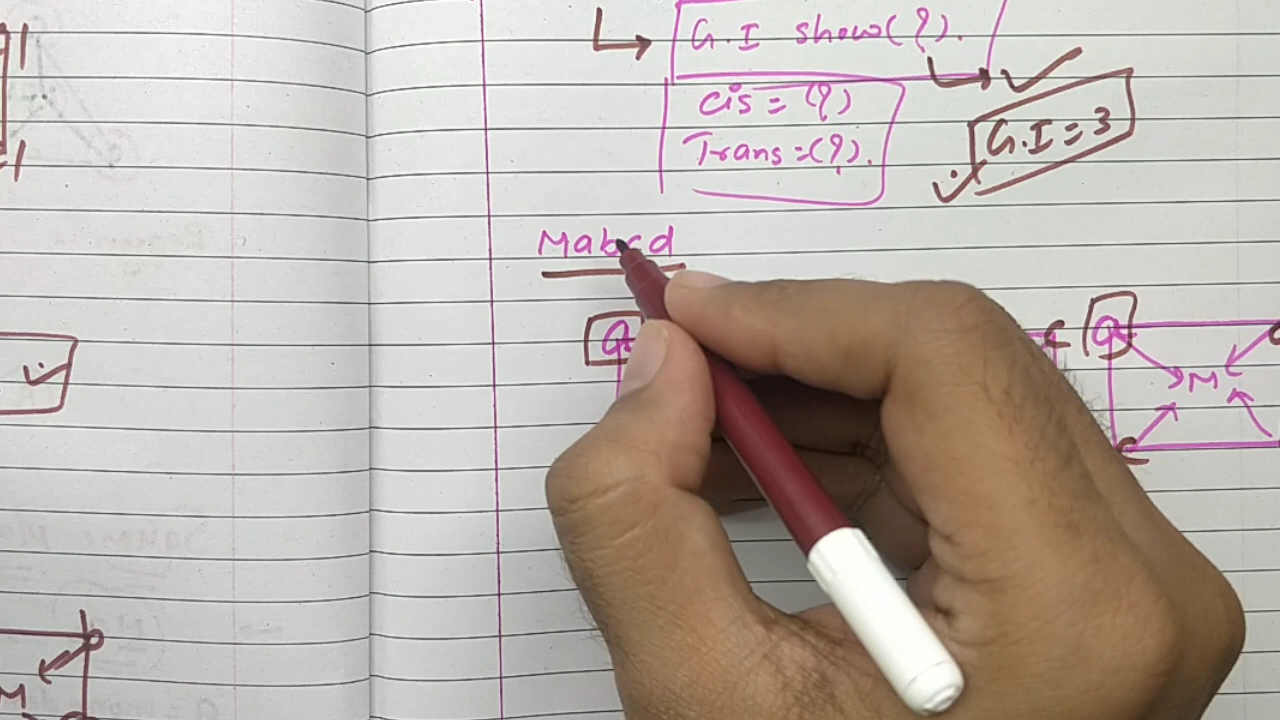 G.I show(?).
cis = (?)
Trans =(?).
G.I = 3
Mabcd
a
c a c
M
c
M